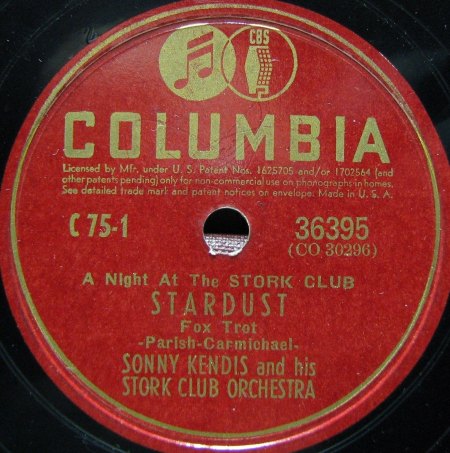 CBS
COLUMBIA
Licensed by Mfr. under U. S. Patent Nos. 1625705 and/or 1702564 (and
other patents pending) only for non-commercial use on phonographs in homes.
See detailed trade mark and patent notices on envelope. Made in U. S. A.
C 75-1 36395
(CO 30296)
A Night At The STORK CLUB
STARDUST
Fox Trot
-Parish-Carmichael-
SONNY KENDIS and his
STORK CLUB ORCHESTRA